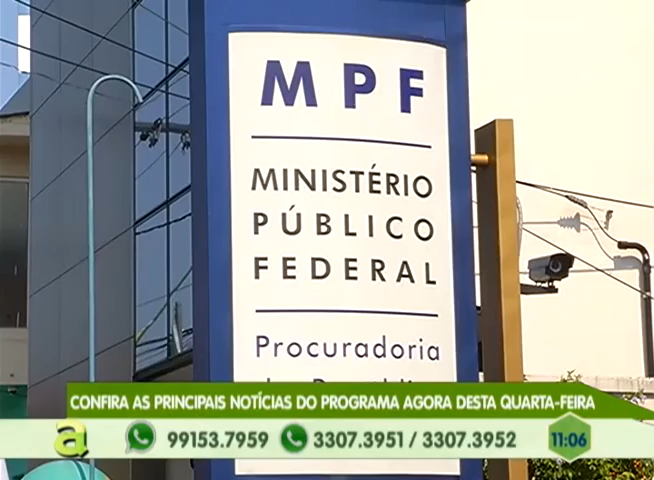 MPF
MINISTÉRIO
PÚBLICO
FEDERAL
Procuradoria
CONFIRA AS PRINCIPAIS NOTÍCIAS DO PROGRAMA AGORA DESTA QUARTA-FEIRA
a 99153.7959 3307.3951 / 3307.3952 11:06